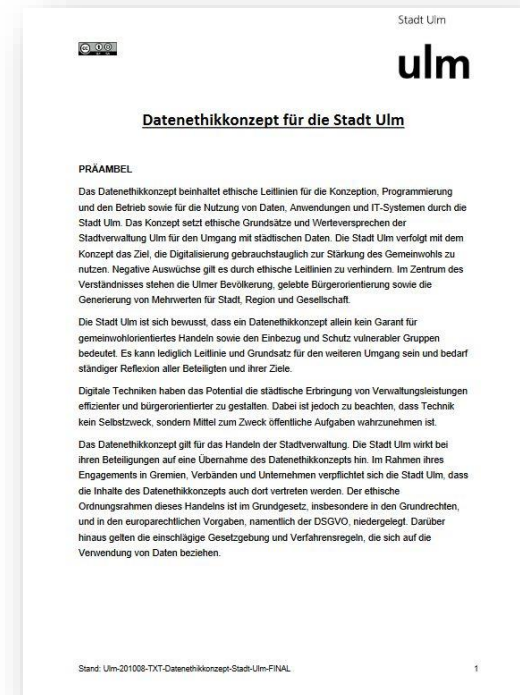 Stadt Ulm
ulm
Datenethikkonzept für die Stadt Ulm
PRÄAMBEL
Das Datenethikkonzept beinhaltet ethische Leitlinien für die Konzeption, Programmierung
und den Betrieb sowie für die Nutzung von Daten, Anwendungen und IT-Systemen durch die
Stadt Ulm. Das Konzept setzt ethische Grundsätze und Werteversprechen der
Stadtverwaltung Ulm für den Umgang mit städtischen Daten. Die Stadt Ulm verfolgt mit dem
Konzept das Ziel, die Digitalisierung gebrauchstauglich zur Stärkung des Gemeinwohls zu
nutzen. Negative Auswüchse gilt es durch ethische Leitlinien zu verhindern. Im Zentrum des
Verständnisses stehen die Ulmer Bevölkerung, gelebte Bürgerorientierung sowie die
Generierung von Mehrwerten für Stadt, Region und Gesellschaft.
Die Stadt Ulm ist sich bewusst, dass ein Datenethikkonzept allein kein Garant für
gemeinwohlorientiertes Handeln sowie den Einbezug und Schutz vulnerabler Gruppen
bedeutet. Es kann lediglich Leitlinie und Grundsatz für den weiteren Umgang sein und bedarf
ständiger Reflexion aller Beteiligten und ihrer Ziele.
Digitale Techniken haben das Potential die städtische Erbringung von Verwaltungsleistungen
effizienter und bürgerorientierter zu gestalten. Dabei ist jedoch zu beachten, dass Technik
kein Selbstzweck, sondern Mittel zum Zweck öffentliche Aufgaben wahrzunehmen ist.
Das Datenethikkonzept gilt für das Handeln der Stadtverwaltung. Die Stadt Ulm wirkt bei
ihren Beteiligungen auf eine Übernahme des Datenethikkonzepts hin. Im Rahmen ihres
Engagements in Gremien, Verbänden und Unternehmen verpflichtet sich die Stadt Ulm, dass
die Inhalte des Datenethikkonzepts auch dort vertreten werden. Der ethische
Ordnungsrahmen dieses Handelns ist im Grundgesetz, insbesondere in den Grundrechten,
und in den europarechtlichen Vorgaben, namentlich der DSGVO, niedergelegt. Darüber
hinaus gelten die einschlägige Gesetzgebung und Verfahrensregeln, die sich auf die
Verwendung von Daten beziehen.
Stand: Ulm-201008-TXT-Datenethikkonzept-Stadt-Ulm-FINAL 1